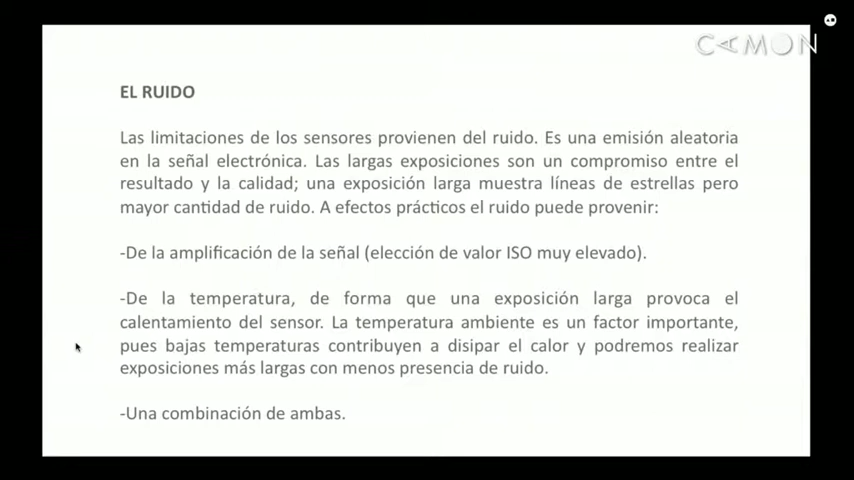 CAMON
EL RUIDO
Las limitaciones de los sensores provienen del ruido. Es una emisión aleatoria
en la señal electrónica. Las largas exposiciones son un compromiso entre el
resultado y la calidad; una exposición larga muestra líneas de estrellas pero
mayor cantidad de ruido. A efectos prácticos el ruido puede provenir:
-De la amplificación de la señal (elección de valor ISO muy elevado).
-De la temperatura, de forma que una exposición larga provoca el
calentamiento del sensor. La temperatura ambiente es un factor importante,
pues bajas temperaturas contribuyen a disipar el calor y podremos realizar
exposiciones más largas con menos presencia de ruido.
-Una combinación de ambas.